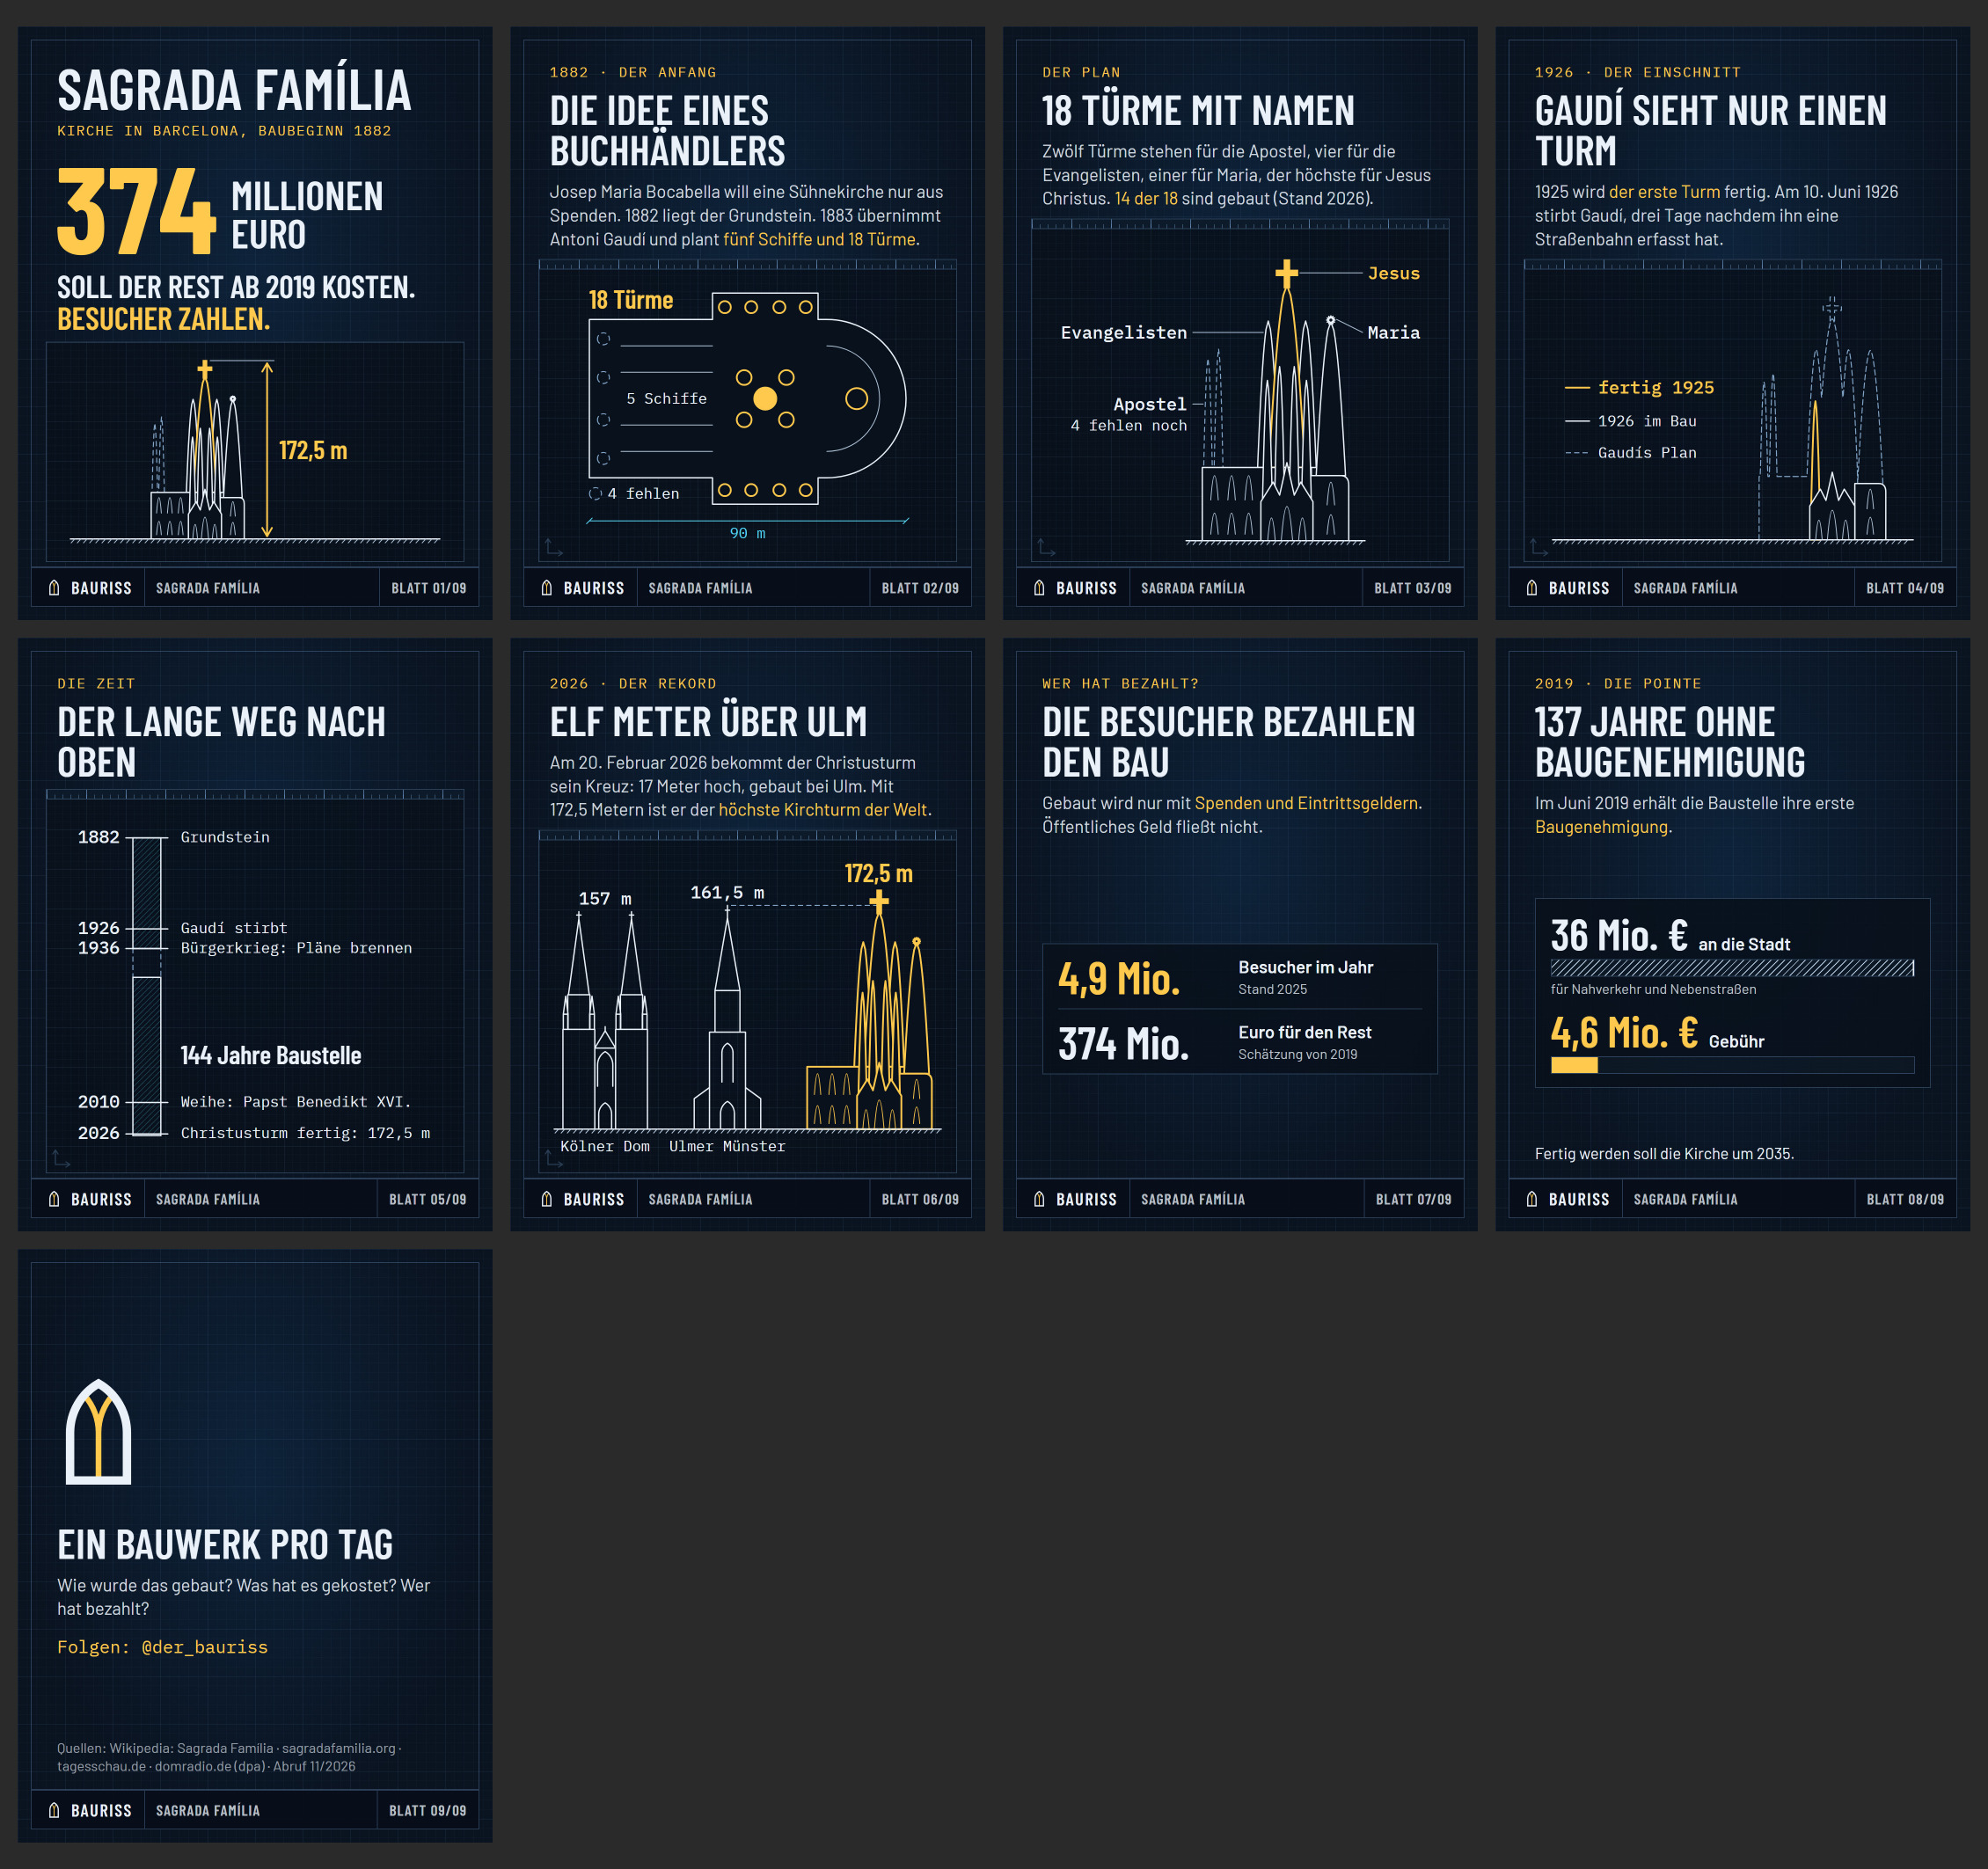 SAGRADA FAMÍLIA
KIRCHE IN BARCELONA, BAUBEGINN 1882
374 MILLIONEN
EURO
SOLL DER REST AB 2019 KOSTEN.
BESUCHER ZAHLEN.
172,5 m
BAURISS SAGRADA FAMÍLIA BLATT 01/09
1882 · DER ANFANG
DIE IDEE EINES
BUCHHÄNDLERS
Josep Maria Bocabella will eine Sühnekirche nur aus
Spenden. 1882 liegt der Grundstein. 1883 übernimmt
Antoni Gaudí und plant fünf Schiffe und 18 Türme.
18 Türme
5 Schiffe
4 fehlen
90 m
BAURISS SAGRADA FAMÍLIA BLATT 02/09
DER PLAN
18 TÜRME MIT NAMEN
Zwölf Türme stehen für die Apostel, vier für die
Evangelisten, einer für Maria, der höchste für Jesus
Christus. 14 der 18 sind gebaut (Stand 2026).
Jesus
Evangelisten
Maria
Apostel
4 fehlen noch
BAURISS SAGRADA FAMÍLIA BLATT 03/09
1926 · DER EINSCHNITT
GAUDÍ SIEHT NUR EINEN
TURM
1925 wird der erste Turm fertig. Am 10. Juni 1926
stirbt Gaudí, drei Tage nachdem ihn eine
Straßenbahn erfasst hat.
fertig 1925
1926 im Bau
Gaudís Plan
BAURISS SAGRADA FAMÍLIA BLATT 04/09
DIE ZEIT
DER LANGE WEG NACH
OBEN
1882 Grundstein
1926 Gaudí stirbt
1936 Bürgerkrieg: Pläne brennen
144 Jahre Baustelle
2010 Weihe: Papst Benedikt XVI.
2026 Christusturm fertig: 172,5 m
BAURISS SAGRADA FAMÍLIA BLATT 05/09
2026 · DER REKORD
ELF METER ÜBER ULM
Am 20. Februar 2026 bekommt der Christusturm
sein Kreuz: 17 Meter hoch, gebaut bei Ulm. Mit
172,5 Metern ist er der höchste Kirchturm der Welt.
172,5 m
157 m
161,5 m
Kölner Dom
Ulmer Münster
BAURISS SAGRADA FAMÍLIA BLATT 06/09
WER HAT BEZAHLT?
DIE BESUCHER BEZAHLEN
DEN BAU
Gebaut wird nur mit Spenden und Eintrittsgeldern.
Öffentliches Geld fließt nicht.
4,9 Mio. Besucher im Jahr
Stand 2025
374 Mio. Euro für den Rest
Schätzung von 2019
BAURISS SAGRADA FAMÍLIA BLATT 07/09
2019 · DIE POINTE
137 JAHRE OHNE
BAUGENEHMIGUNG
Im Juni 2019 erhält die Baustelle ihre erste
Baugenehmigung.
36 Mio. € an die Stadt
für Nahverkehr und Nebenstraßen
4,6 Mio. € Gebühr
Fertig werden soll die Kirche um 2035.
BAURISS SAGRADA FAMÍLIA BLATT 08/09
EIN BAUWERK PRO TAG
Wie wurde das gebaut? Was hat es gekostet? Wer
hat bezahlt?
Folgen: @der_bauriss
Quellen: Wikipedia: Sagrada Família · sagradafamilia.org ·
tagesschau.de · domradio.de (dpa) · Abruf 11/2026
BAURISS SAGRADA FAMÍLIA BLATT 09/09